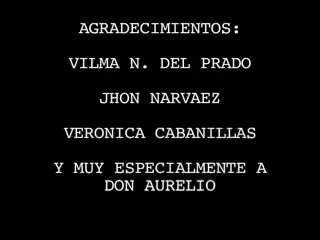 AGRADECIMIENTOS:
VILMA N. DEL PRADO
JHON NARVAEZ
VERONICA CABANILLAS
Y MUY ESPECIALMENTE A
DON AURELIO